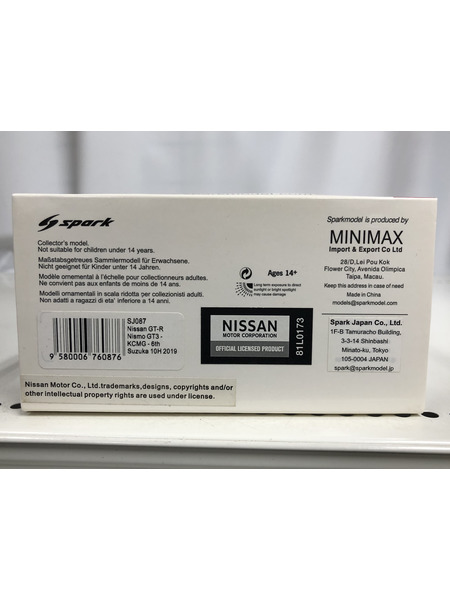 spark
Collector's model.
Not suitable for children under 14 years.
Maßstabsgetreues Sammlermodell für Erwachsene.
Nicht geeignet für Kinder unter 14 Jahren.
Modèle ornemental à l'échelle pour collectionneurs adultes.
Ne convient pas aux enfants de moins de 14 ans.
Modelli ornamentali in scala ridotta per collezionisti adulti.
Non adatti a ragazzi di eta' inferiore a 14 anni.
SJ087
Nissan GT-R
Nismo GT3 -
KCMG - 6th
Suzuka 10H 2019
9580006760876
Nissan Motor Co., Ltd.trademarks,designs, copyrights and/or
other intellectual property rights are used under license.
Ages 14+
Long term exposure to direct
sunlight or bright spotlight
may cause damage
NISSAN
MOTOR CORPORATION
OFFICIAL LICENSED PRODUCT
81L0173
Sparkmodel is produced by
MINIMAX
Import & Export Co Ltd
28/D,Lei Pou Kok
Flower City, Avenida Olimpica
Taipa, Macau.
Keep this address in case of need
Made in China
models@sparkmodel.com
Spark Japan Co., Ltd.
1F-B Tamuracho Building,
3-3-14 Shinbashi
Minato-ku, Tokyo
105-0004 JAPAN
spark@sparkmodel.jp